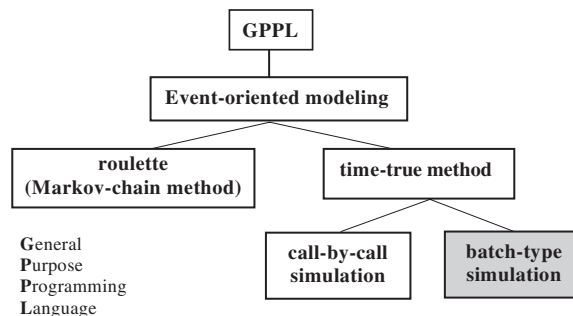 GPPL
Event-oriented modeling
roulette
(Markov-chain method)
time-true method
call-by-call
simulation
batch-type
simulation
General
Purpose
Programming
Language